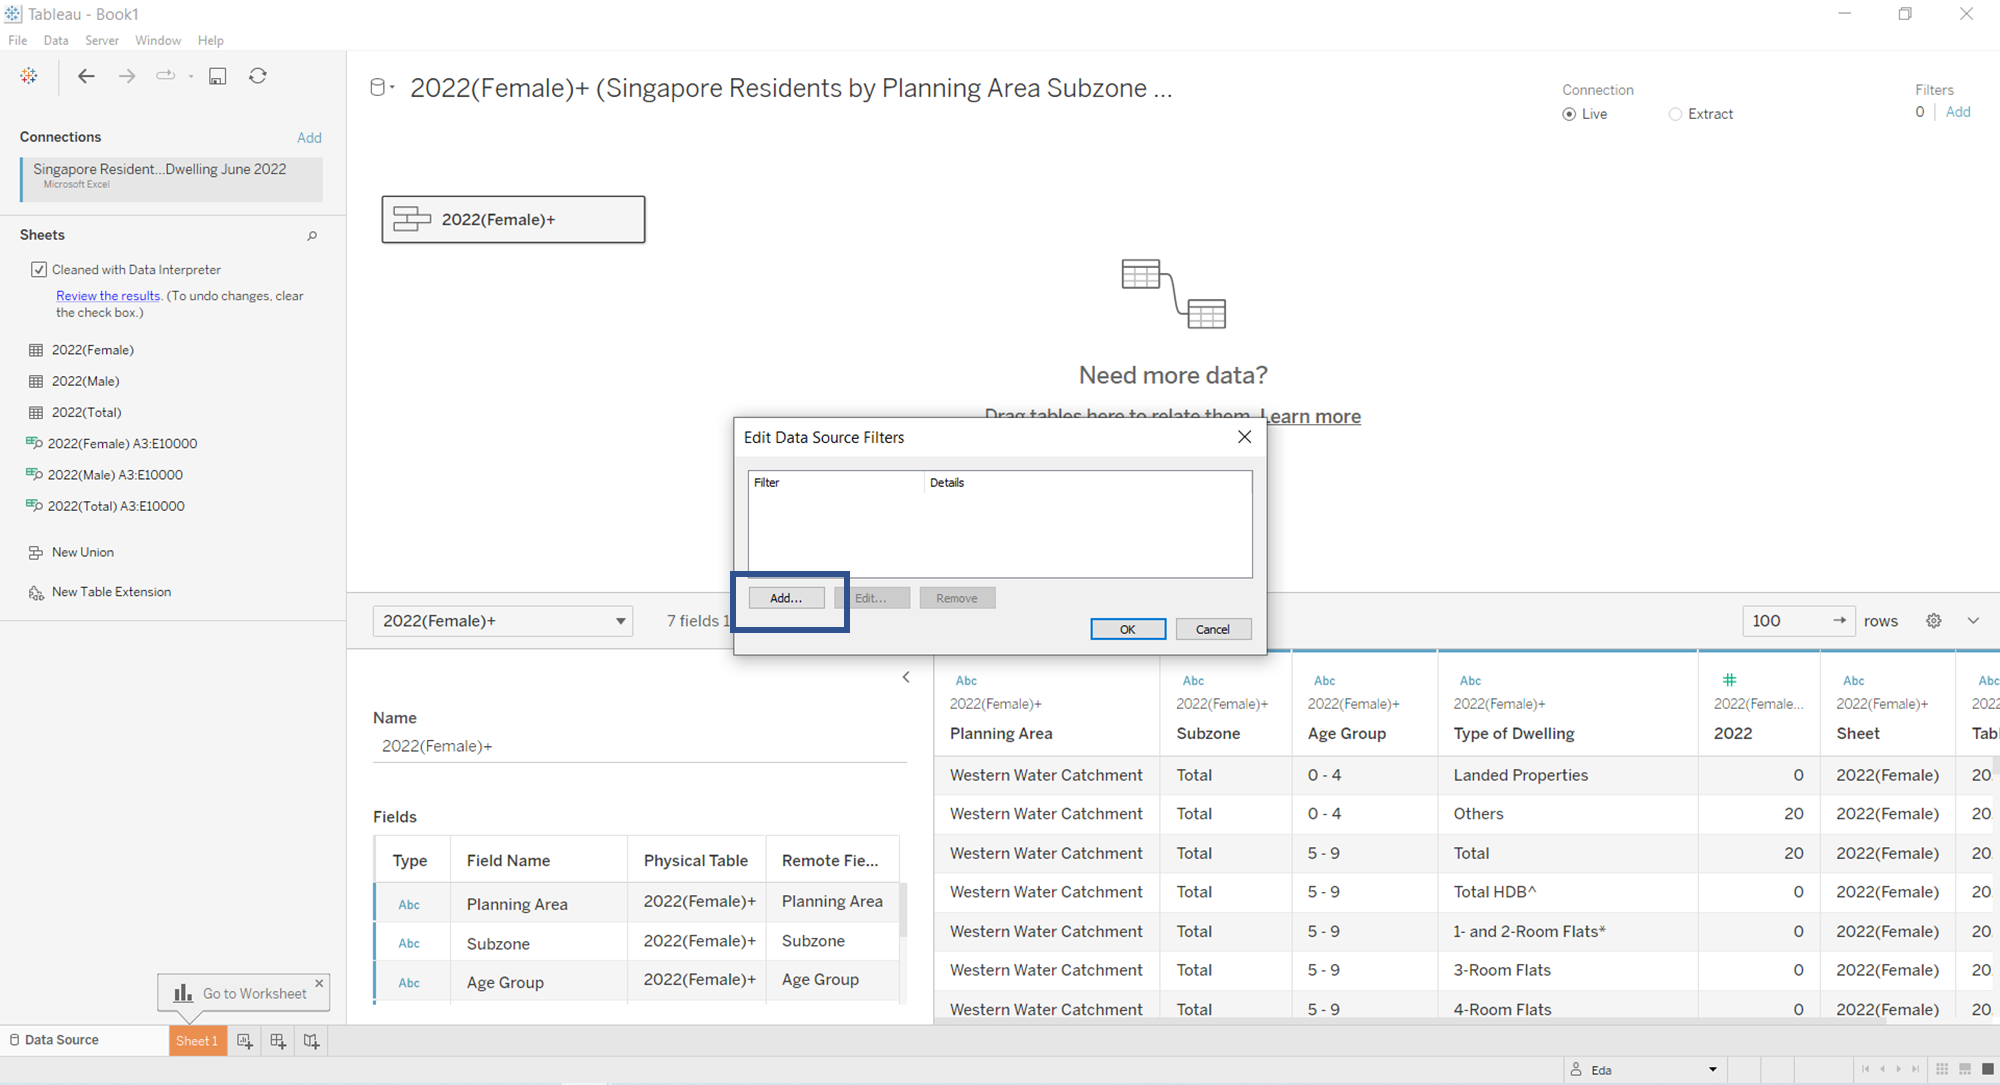 Tableau - Book1
File Data Server Window Help
Connections Add
Singapore Resident...Dwelling June 2022
Microsoft Excel
Sheets
Cleaned with Data Interpreter
Review the results. (To undo changes, clear
the check box.)
2022(Female)
2022(Male)
2022(Total)
2022(Female) A3:E10000
2022(Male) A3:E10000
2022(Total) A3:E10000
New Union
New Table Extension
2022(Female)+ (Singapore Residents by Planning Area Subzone ...
Connection
Live Extract
Filters
0 Add
2022(Female)+
Need more data?
Drag tables here to relate them. Learn more
Edit Data Source Filters
Filter Details
Add... Edit... Remove
OK Cancel
2022(Female)+ 7 fields 100 rows
Name
2022(Female)+
Fields
Type Field Name Physical Table Remote Fie...
Abc Planning Area 2022(Female)+ Planning Area
Abc Subzone 2022(Female)+ Subzone
Abc Age Group 2022(Female)+ Age Group
Abc Abc Abc Abc # Abc Abc
2022(Female)+ 2022(Female)+ 2022(Female)+ 2022(Female)+ 2022(Female... 2022(Female)+ 2022
Planning Area Subzone Age Group Type of Dwelling 2022 Sheet
Western Water Catchment Total 0 - 4 Landed Properties 0 2022(Female) 20
Western Water Catchment Total 0 - 4 Others 20 2022(Female) 20
Western Water Catchment Total 5 - 9 Total 20 2022(Female) 20
Western Water Catchment Total 5 - 9 Total HDB^ 0 2022(Female) 20
Western Water Catchment Total 5 - 9 1- and 2-Room Flats* 0 2022(Female) 20
Western Water Catchment Total 5 - 9 3-Room Flats 0 2022(Female) 20
Western Water Catchment Total 5 - 9 4-Room Flats 0 2022(Female) 20
Go to Worksheet
Data Source Sheet 1
Eda